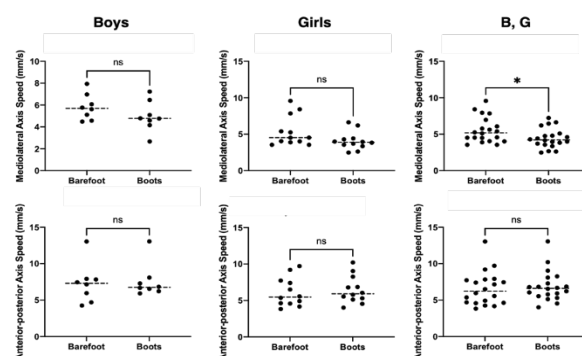 Boys
Girls
B, G
Mediolateral Axis Speed (mm/s)
10
8
6
4
2
0
ns
Barefoot
Boots
Mediolateral Axis Speed (mm/s)
15
10
5
0
ns
Barefoot
Boots
Mediolateral Axis Speed (mm/s)
15
10
5
0
*
Barefoot
Boots
Anterior-posterior Axis Speed (mm/s)
15
10
5
0
ns
Barefoot
Boots
Anterior-posterior Axis Speed (mm/s)
15
10
5
0
ns
Barefoot
Boots
Anterior-posterior Axis Speed (mm/s)
15
10
5
0
ns
Barefoot
Boots